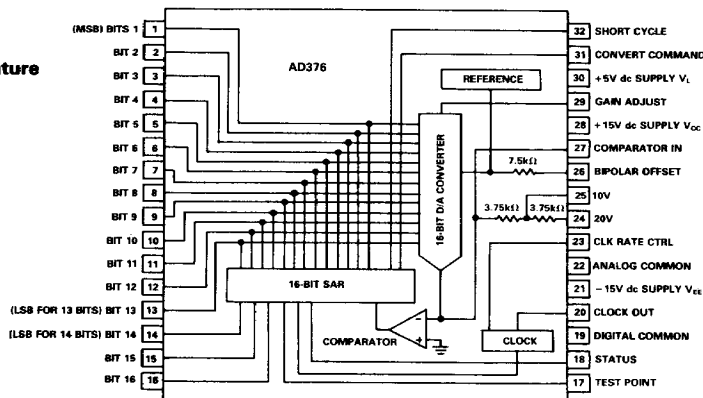 ature
(MSB) BITS 1 1
BIT 2 2
BIT 3 3
BIT 4 4
BIT 5 5
BIT 6 6
BIT 7 7
BIT 8 8
BIT 9 9
BIT 10 10
BIT 11 11
BIT 12 12
(LSB FOR 13 BITS) BIT 13 13
(LSB FOR 14 BITS) BIT 14 14
BIT 15 15
BIT 16 16
AD376
REFERENCE
16-BIT D/A CONVERTER
7.5kΩ
3.75kΩ 3.75kΩ
16-BIT SAR
COMPARATOR
−
+
CLOCK
32 SHORT CYCLE
31 CONVERT COMMAND
30 +5V dc SUPPLY VL
29 GAIN ADJUST
28 +15V dc SUPPLY VCC
27 COMPARATOR IN
26 BIPOLAR OFFSET
25 10V
24 20V
23 CLK RATE CTRL
22 ANALOG COMMON
21 −15V dc SUPPLY VEE
20 CLOCK OUT
19 DIGITAL COMMON
18 STATUS
17 TEST POINT